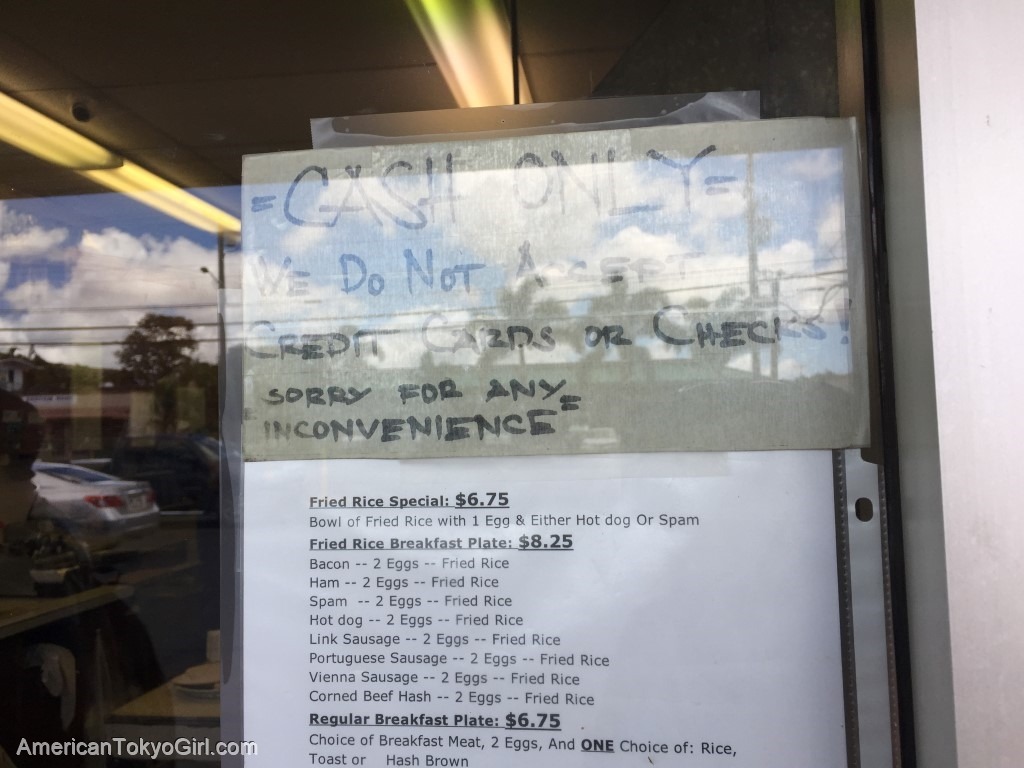 =CASH ONLY=
WE DO NOT ACCEPT
CREDIT CARDS OR CHECKS!
=SORRY FOR ANY
INCONVENIENCE=
Fried Rice Special: $6.75
Bowl of Fried Rice with 1 Egg & Either Hot dog Or Spam
Fried Rice Breakfast Plate: $8.25
Bacon -- 2 Eggs -- Fried Rice
Ham -- 2 Eggs -- Fried Rice
Spam -- 2 Eggs -- Fried Rice
Hot dog -- 2 Eggs -- Fried Rice
Link Sausage -- 2 Eggs -- Fried Rice
Portuguese Sausage -- 2 Eggs -- Fried Rice
Vienna Sausage -- 2 Eggs -- Fried Rice
Corned Beef Hash -- 2 Eggs -- Fried Rice
Regular Breakfast Plate: $6.75
Choice of Breakfast Meat, 2 Eggs, And ONE Choice of: Rice,
Toast or Hash Brown
AmericanTokyoGirl.com